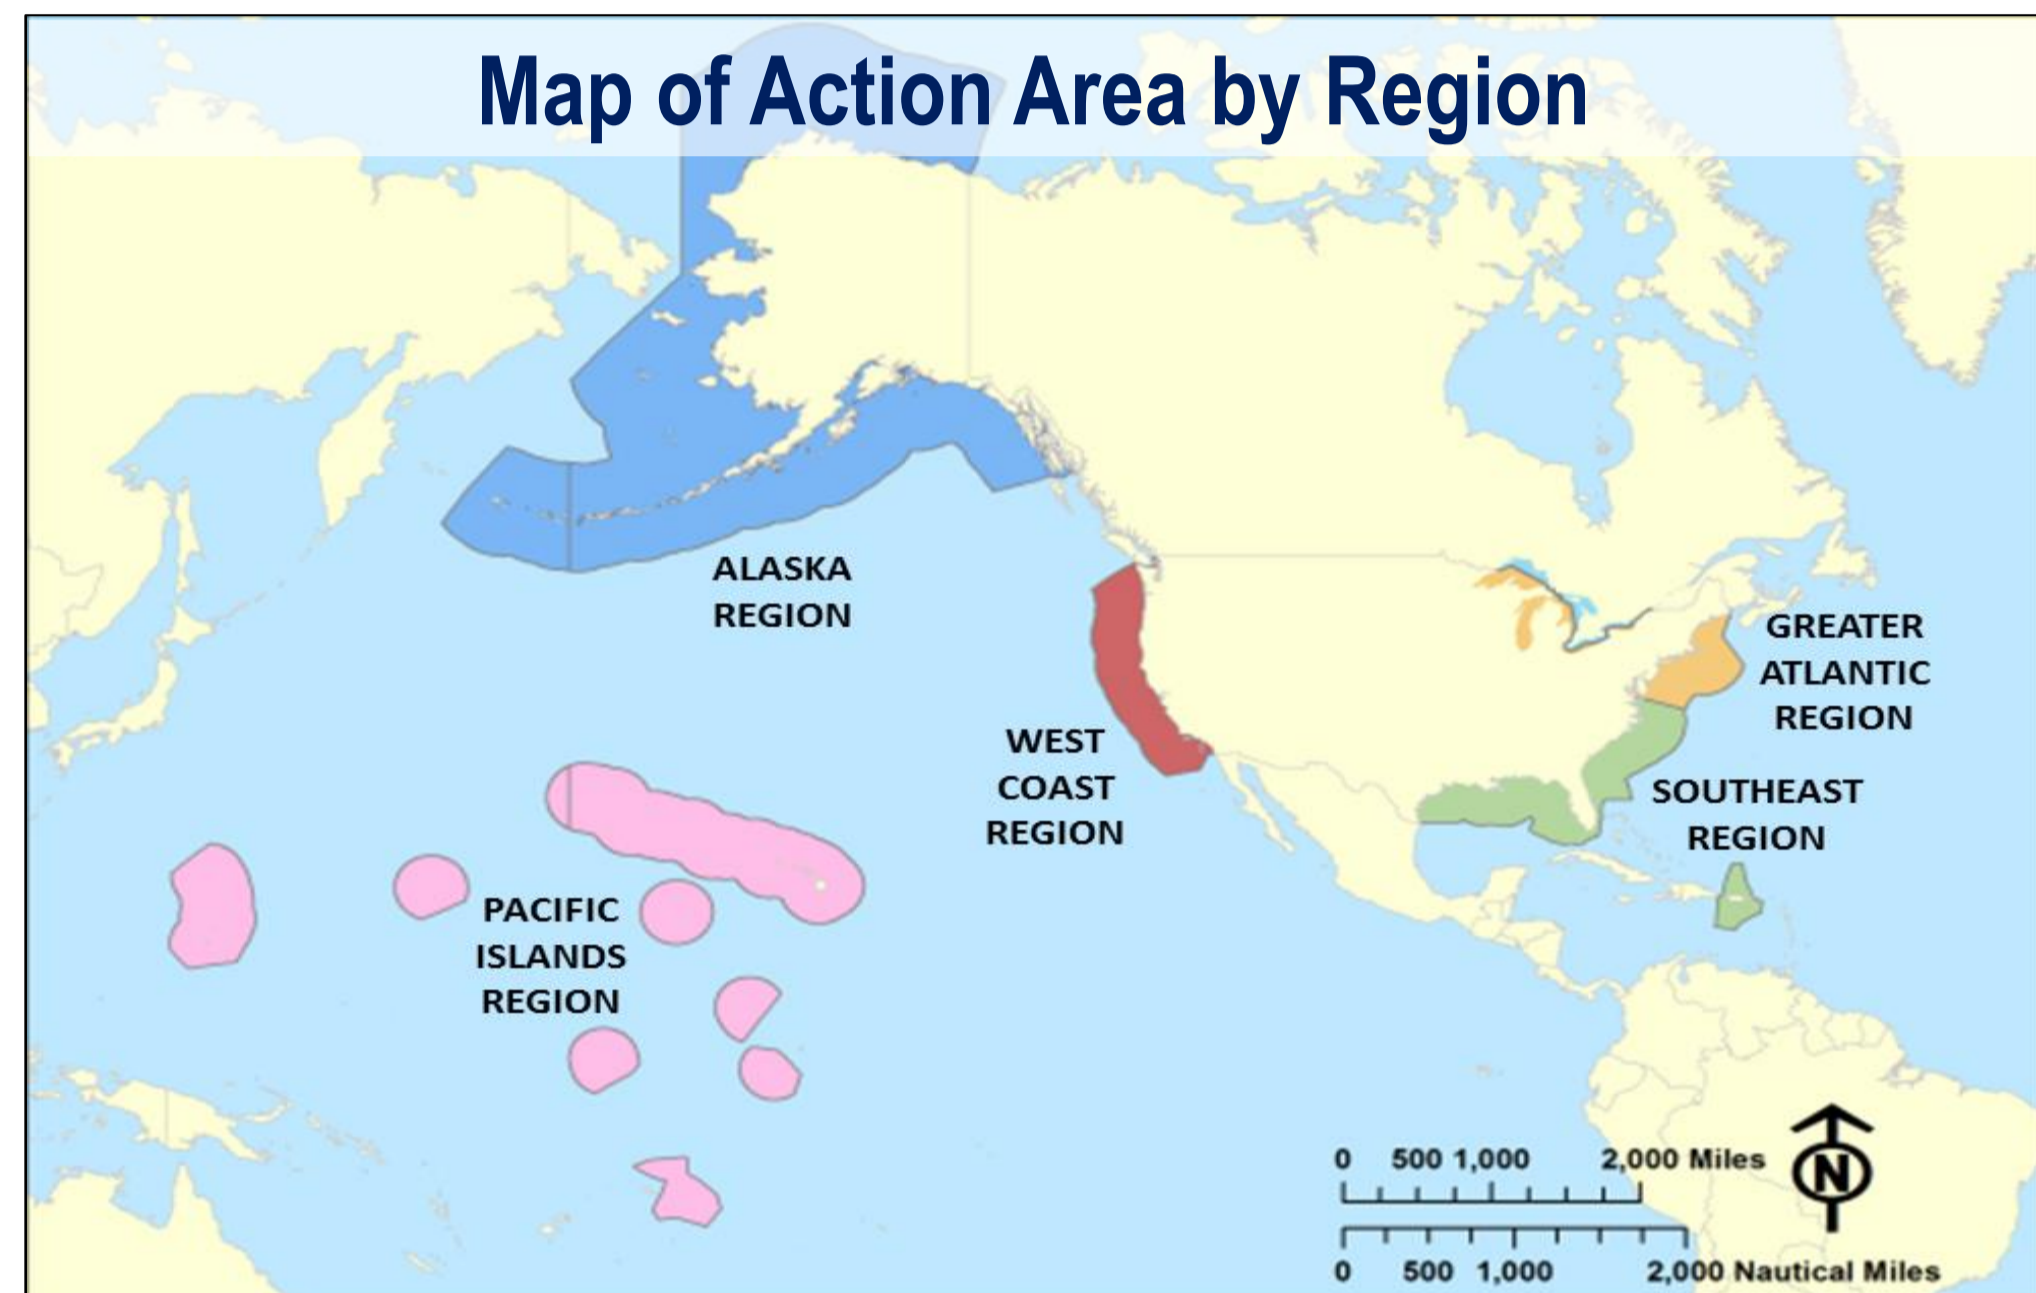 Map of Action Area by Region
ALASKA
REGION
GREATER
ATLANTIC
REGION
WEST
COAST
REGION
SOUTHEAST
REGION
PACIFIC
ISLANDS
REGION
0 500 1,000 2,000 Miles
N
0 500 1,000 2,000 Nautical Miles